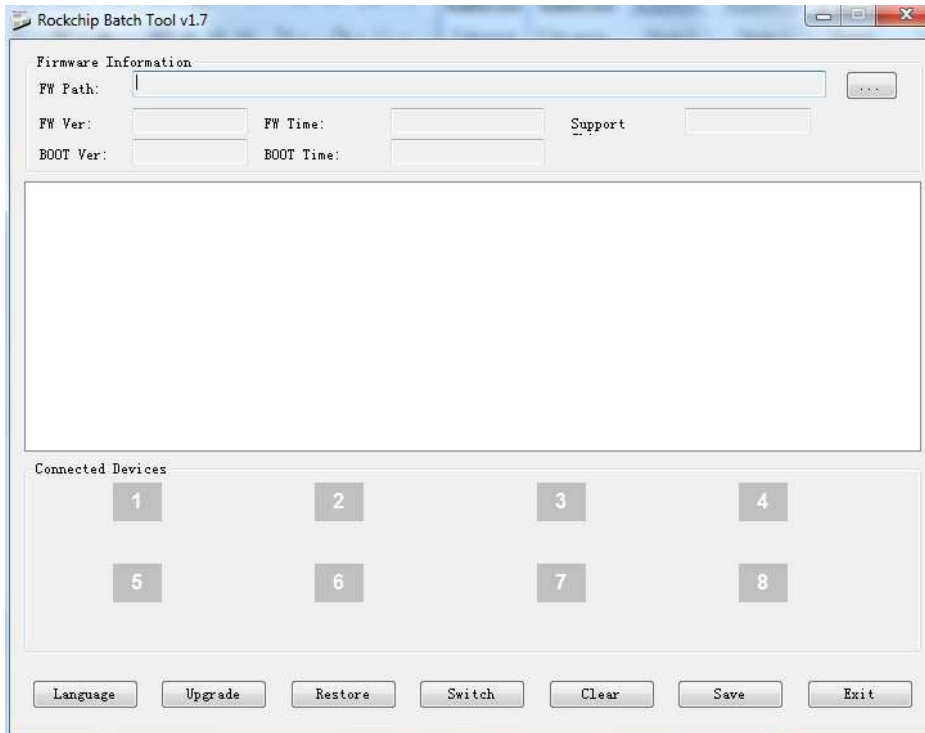 Rockchip Batch Tool v1.7
Firmware Information
FW Path:
...
FW Ver: FW Time: Support
BOOT Ver: BOOT Time:
Connected Devices
1 2 3 4
5 6 7 8
Language Upgrade Restore Switch Clear Save Exit